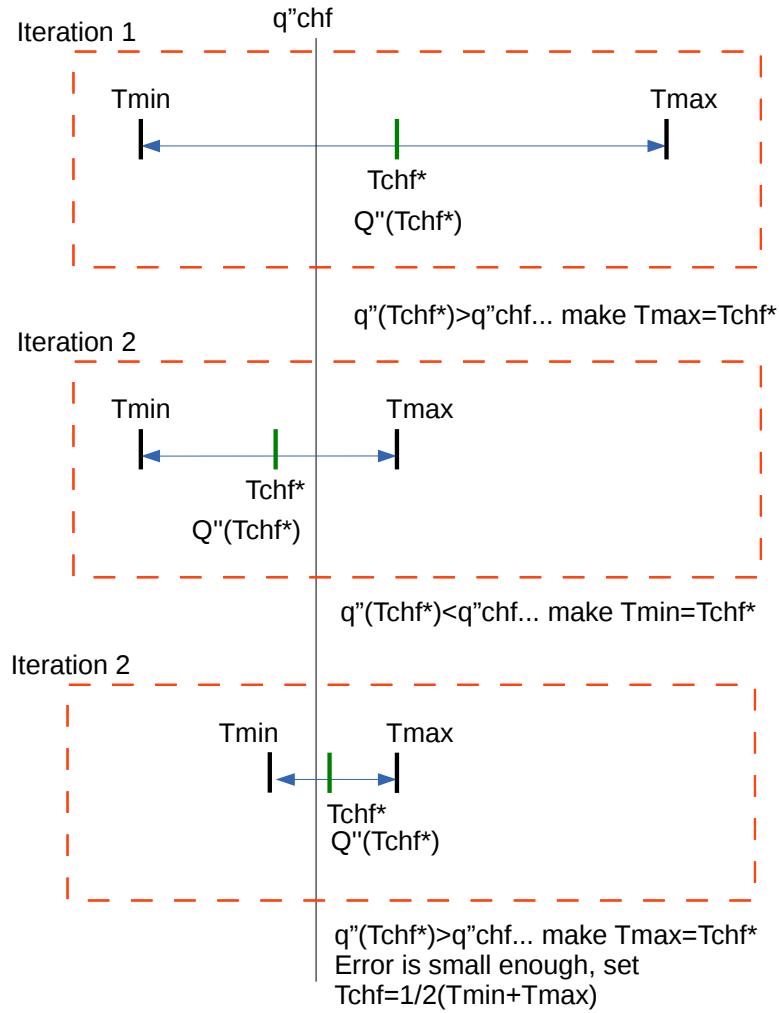 q”chf
Iteration 1
Tmin
Tmax
Tchf*
Q"(Tchf*)
q”(Tchf*)>q”chf... make Tmax=Tchf*
Iteration 2
Tmin
Tmax
Tchf*
Q"(Tchf*)
q”(Tchf*)<q”chf... make Tmin=Tchf*
Iteration 2
Tmin
Tmax
Tchf*
Q"(Tchf*)
q”(Tchf*)>q”chf... make Tmax=Tchf*
Error is small enough, set
Tchf=1/2(Tmin+Tmax)